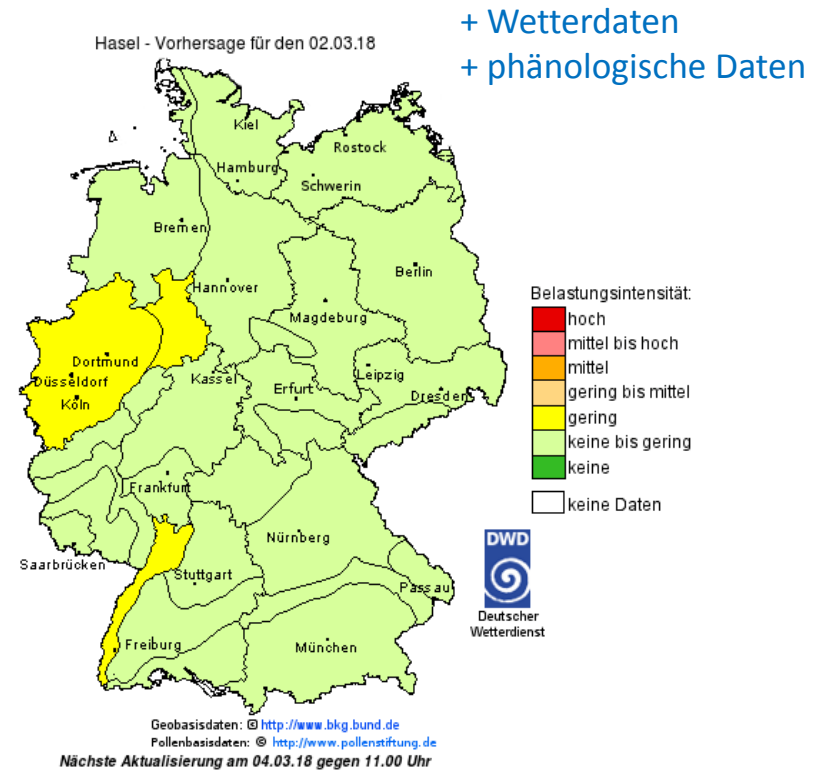 + Wetterdaten
+ phänologische Daten
Hasel - Vorhersage für den 02.03.18
Kiel
Rostock
Hamburg
Schwerin
Bremen
Berlin
Hannover
Magdeburg
Dortmund
Düsseldorf
Köln
Kassel
Erfurt
Leipzig
Dresden
Frankfurt
Nürnberg
Saarbrücken
Stuttgart
Passau
Freiburg
München
Belastungsintensität:
hoch
mittel bis hoch
mittel
gering bis mittel
gering
keine bis gering
keine
keine Daten
DWD
Deutscher
Wetterdienst
Geobasisdaten: © http://www.bkg.bund.de
Pollenbasisdaten: © http://www.pollenstiftung.de
Nächste Aktualisierung am 04.03.18 gegen 11.00 Uhr